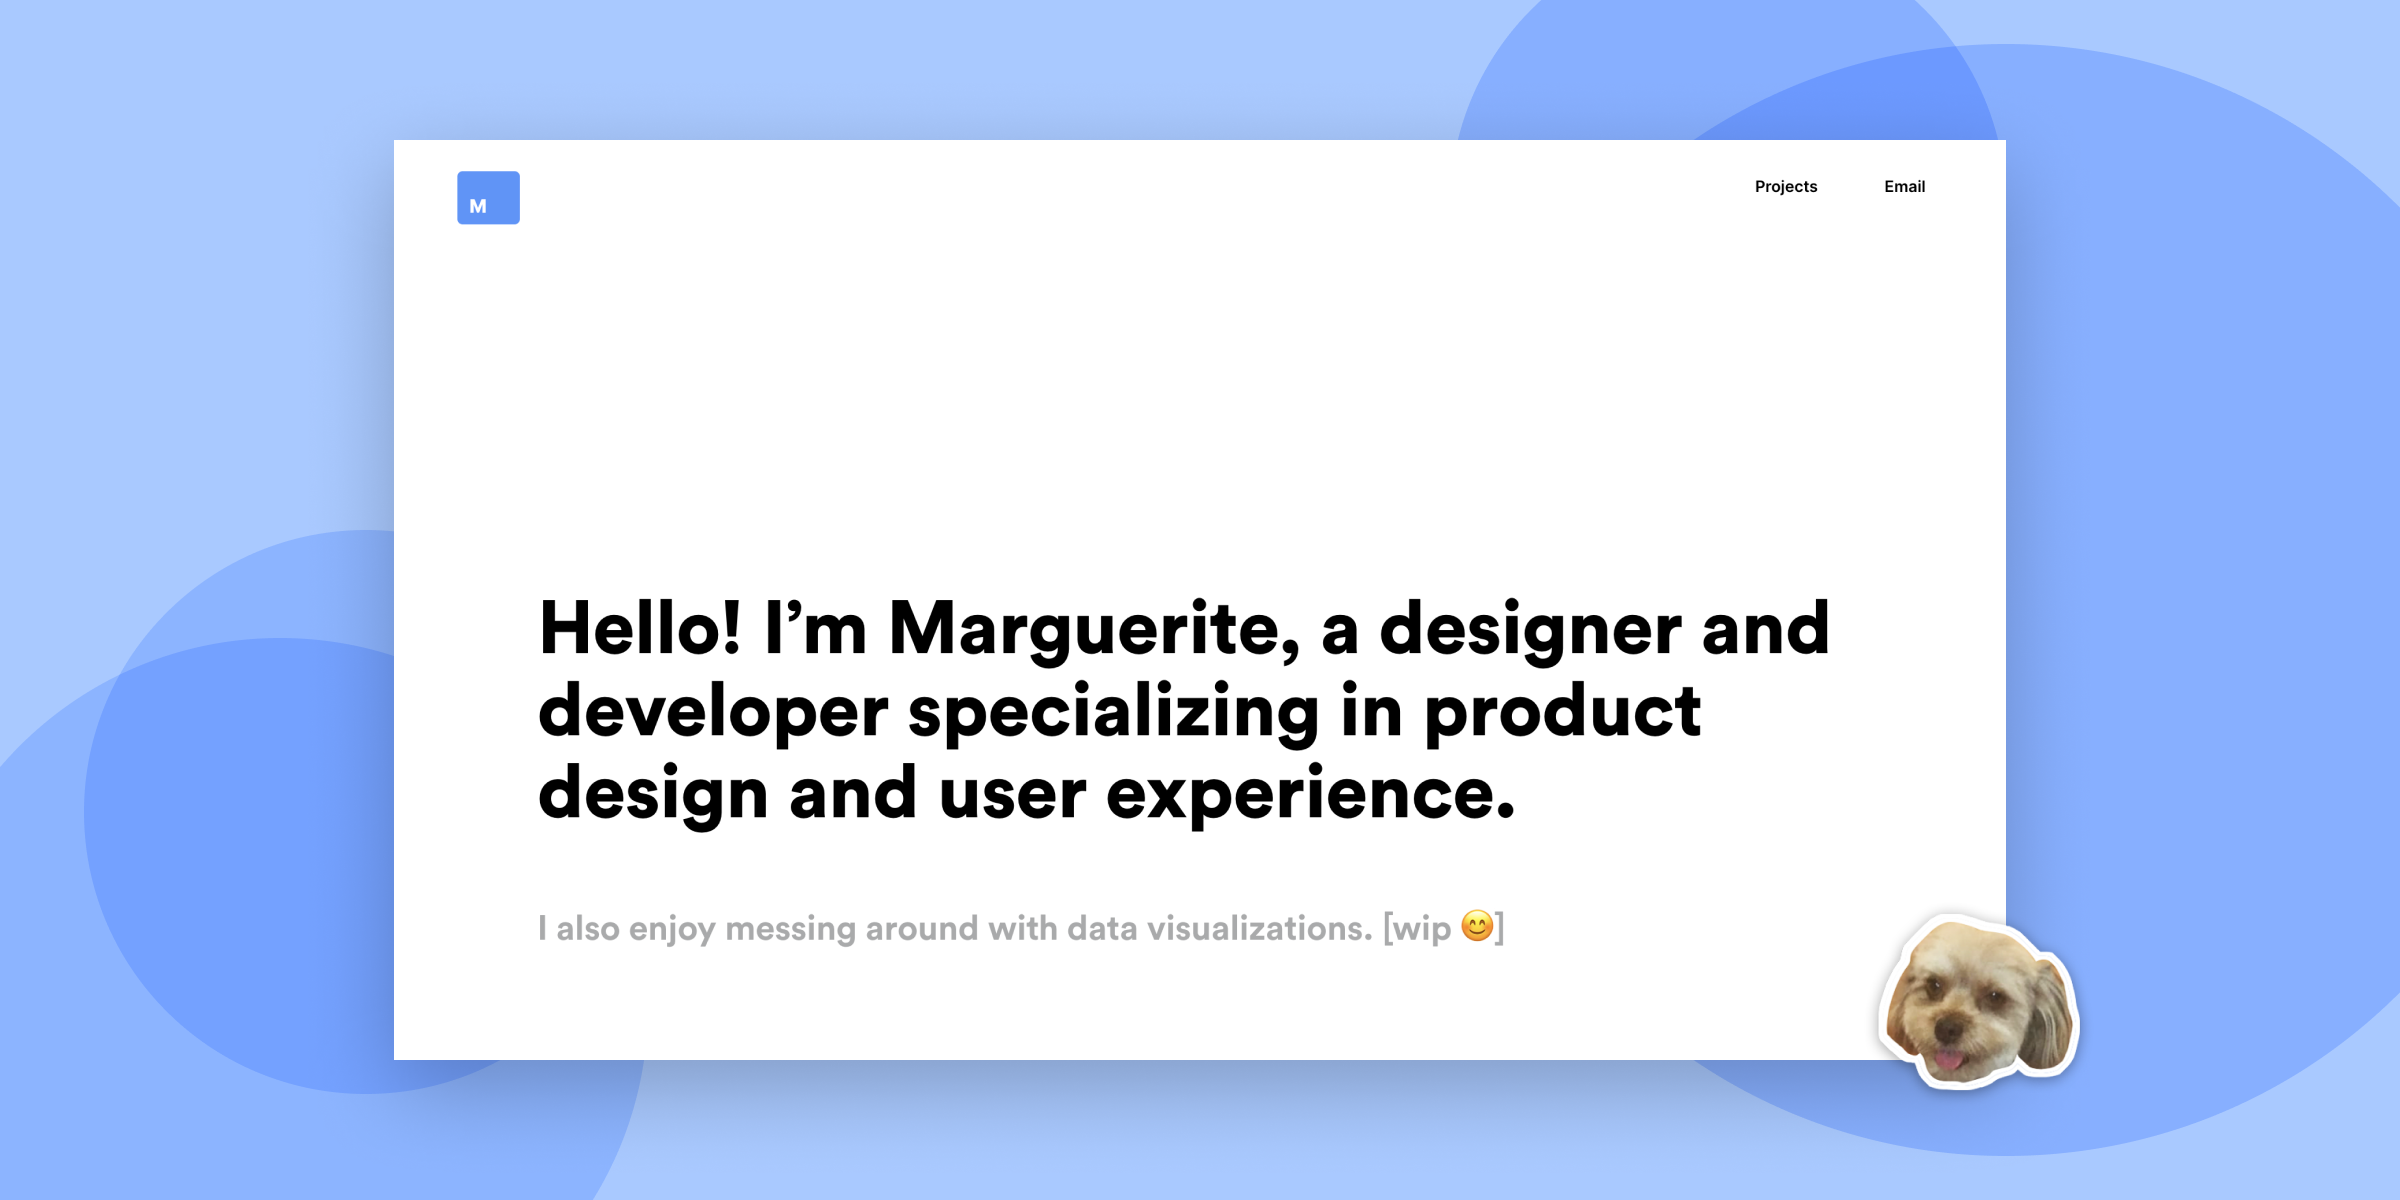 M
Projects
Email
Hello! I’m Marguerite, a designer and
developer specializing in product
design and user experience.
I also enjoy messing around with data visualizations. [wip 😊]